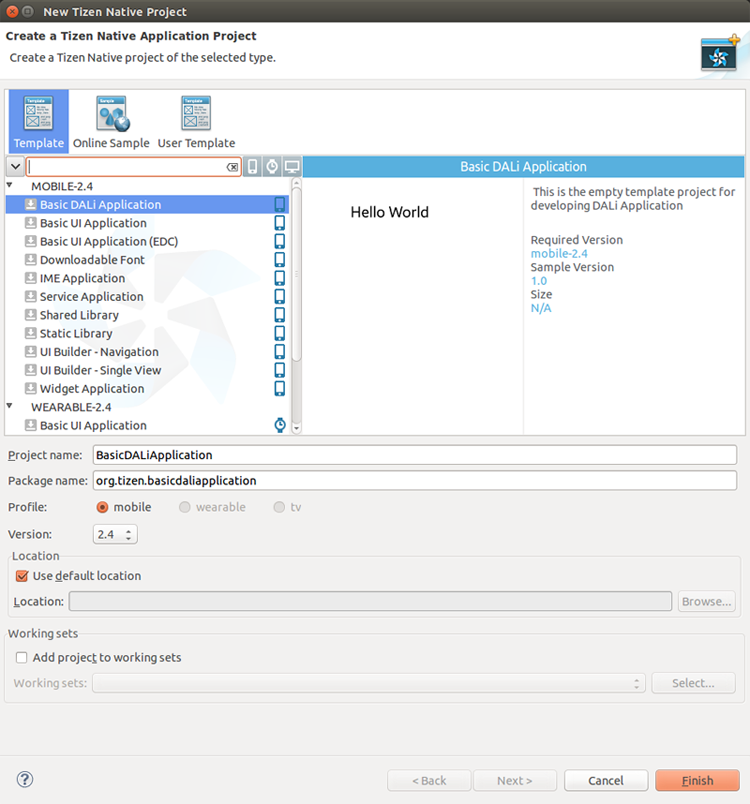 New Tizen Native Project
Create a Tizen Native Application Project
Create a Tizen Native project of the selected type.
Template
Online Sample
User Template
Basic DALi Application
MOBILE-2.4
Basic DALi Application
Basic UI Application
Basic UI Application (EDC)
Downloadable Font
IME Application
Service Application
Shared Library
Static Library
UI Builder - Navigation
UI Builder - Single View
Widget Application
WEARABLE-2.4
Basic UI Application
Hello World
This is the empty template project for
developing DALi Application
Required Version
mobile-2.4
Sample Version
1.0
Size
N/A
Project name: BasicDALiApplication
Package name: org.tizen.basicdaliapplication
Profile: mobile wearable tv
Version: 2.4
Location
Use default location
Location: Browse...
Working sets
Add project to working sets
Working sets: Select...
? < Back Next > Cancel Finish